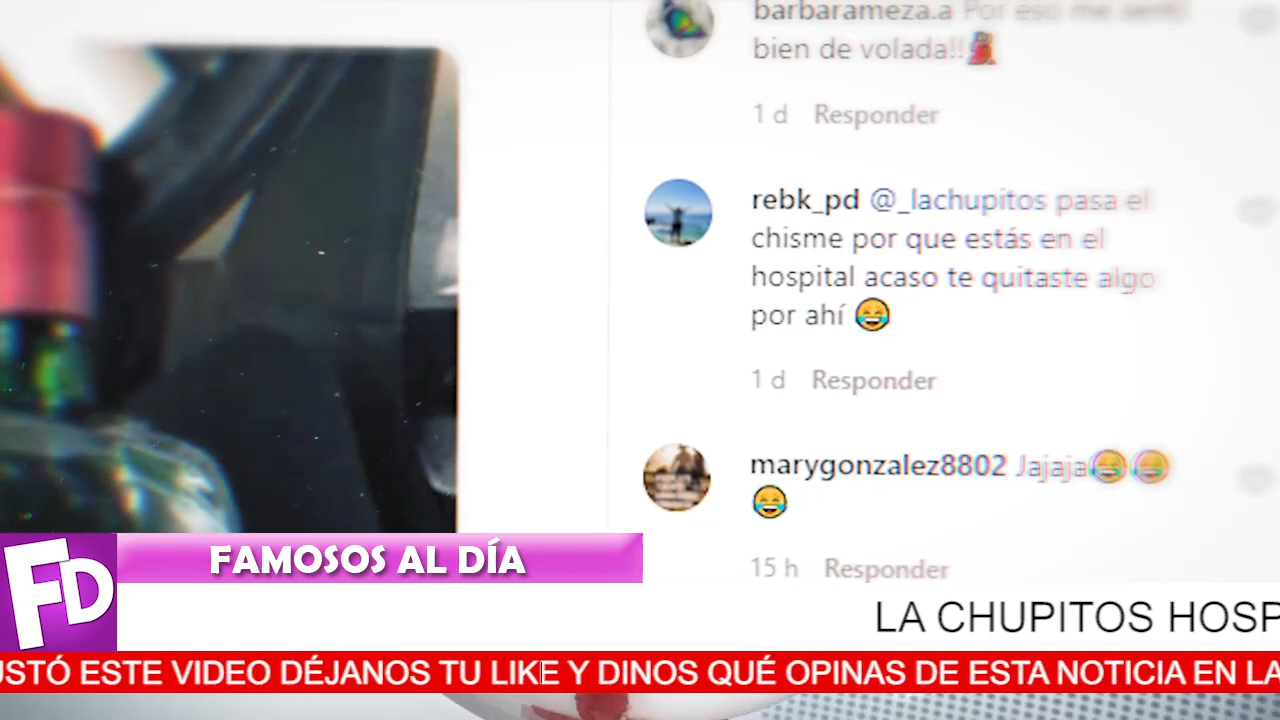 barbarameza.a Por eso me sentí
bien de volada!!
1 d Responder
rebk_pd @_lachupitos pasa el
chisme por que estás en el
hospital acaso te quitaste algo
por ahí
1 d Responder
marygonzalez8802 Jajaja
15 h Responder
FD
FAMOSOS AL DÍA
LA CHUPITOS HOSP
USTÓ ESTE VIDEO DÉJANOS TU LIKE Y DINOS QUÉ OPINAS DE ESTA NOTICIA EN LA